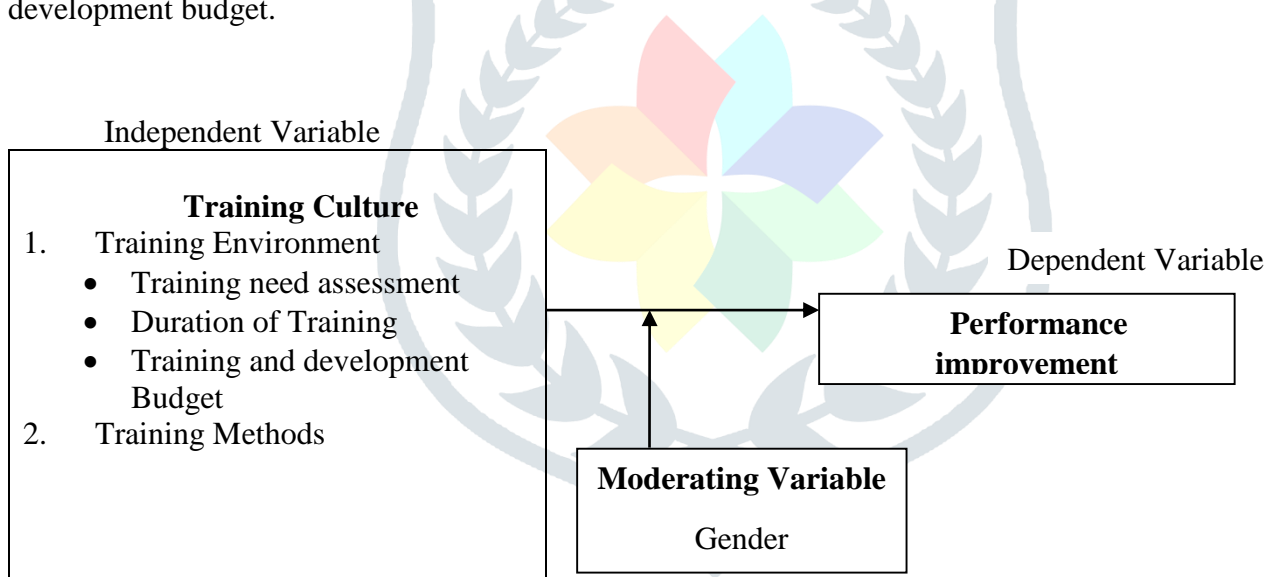 development budget.
Independent Variable
Training Culture
1. Training Environment
• Training need assessment
• Duration of Training
• Training and development
Budget
2. Training Methods
Dependent Variable
Performance
improvement
Moderating Variable
Gender